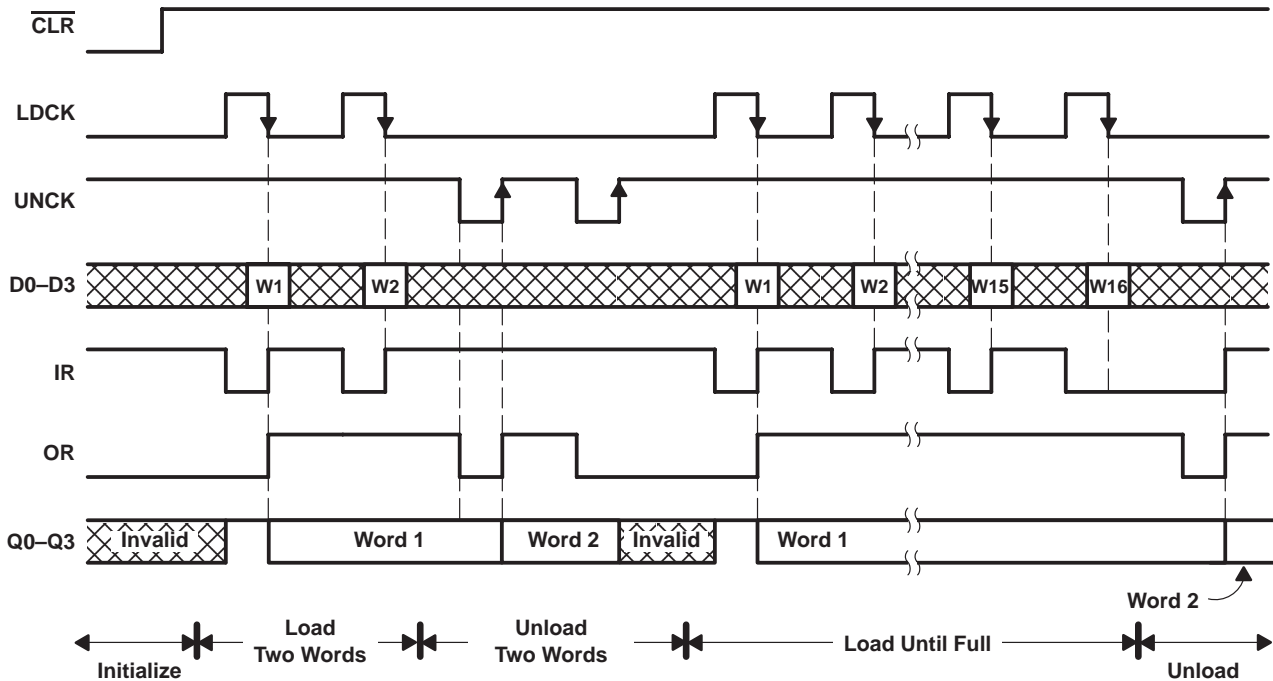 CLR
LDCK
UNCK
D0–D3 W1 W2 W1 W2 W15 W16
IR
OR
Q0–Q3 Invalid Word 1 Word 2 Invalid Word 1
Word 2
Initialize
Load
Two Words
Unload
Two Words
Load Until Full
Unload